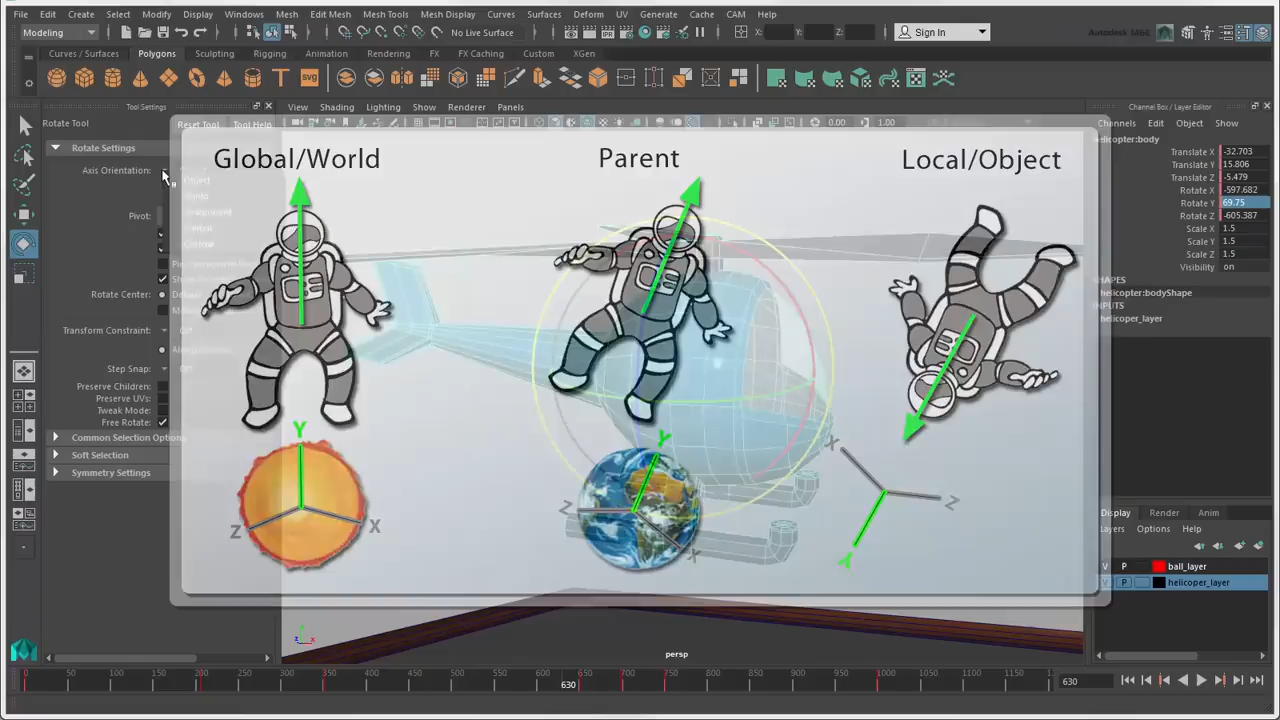 File Edit Create Select Modify Display Windows Mesh Edit Mesh Mesh Tools Mesh Display Curves Surfaces Deform UV Generate Cache CAM Help
Modeling No Live Surface X: Y: Z: Sign In
Curves / Surfaces Polygons Sculpting Rigging Animation Rendering FX FX Caching Custom XGen
SVG
Tool Settings
Rotate Tool Reset Tool Tool Help
View Shading Lighting Show Renderer Panels
0.00 1.00
Rotate Settings
Axis Orientation:
Object
Pivot:
Rotate Center:
Transform Constraint: Off
Step Snap: Off
Preserve Children:
Preserve UVs:
Tweak Mode:
Free Rotate:
Common Selection Options
Soft Selection
Symmetry Settings
Global/World Parent Local/Object
Y
Z X
Y
Z X
X Z
Y
Channel Box / Layer Editor
Channels Edit Object Show
helicopter:body
Translate X -32.703
Translate Y 15.806
Translate Z -5.479
Rotate X -597.682
Rotate Y 69.75
Rotate Z -605.387
Scale X 1.5
Scale Y 1.5
Scale Z 1.5
Visibility on
SHAPES
helicopter:bodyShape
INPUTS
helicoper_layer
Display Render Anim
Layers Options Help
V P ball_layer
V P helicoper_layer
persp
0 50 100 150 200 250 300 350 400 450 500 550 600 650 700 750 800 850 900 950 1000 1050 1100 1150
630 630